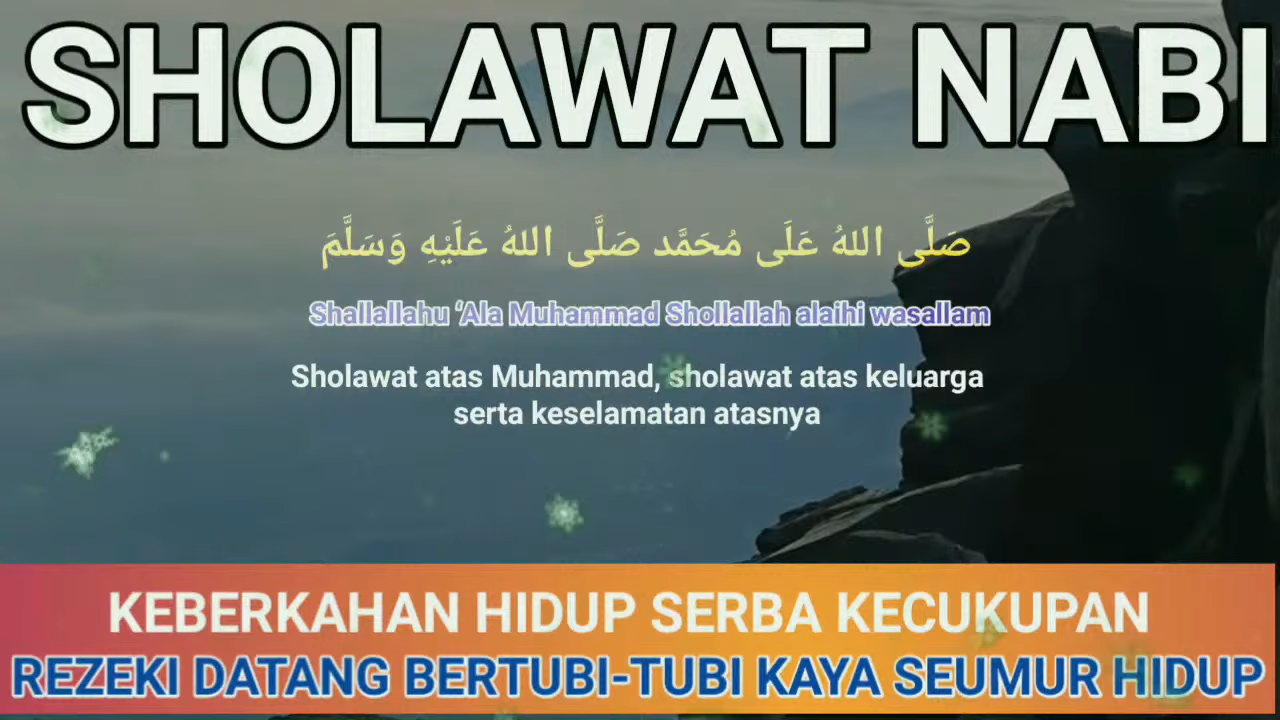 SHOLAWAT NABI
صَلَّى اللهُ عَلَى مُحَمَّد صَلَّى اللهُ عَلَيْهِ وَسَلَّمَ
Shallallahu ‘Ala Muhammad Shollallah alaihi wasallam
Sholawat atas Muhammad, sholawat atas keluarga
serta keselamatan atasnya
KEBERKAHAN HIDUP SERBA KECUKUPAN
REZEKI DATANG BERTUBI-TUBI KAYA SEUMUR HIDUP